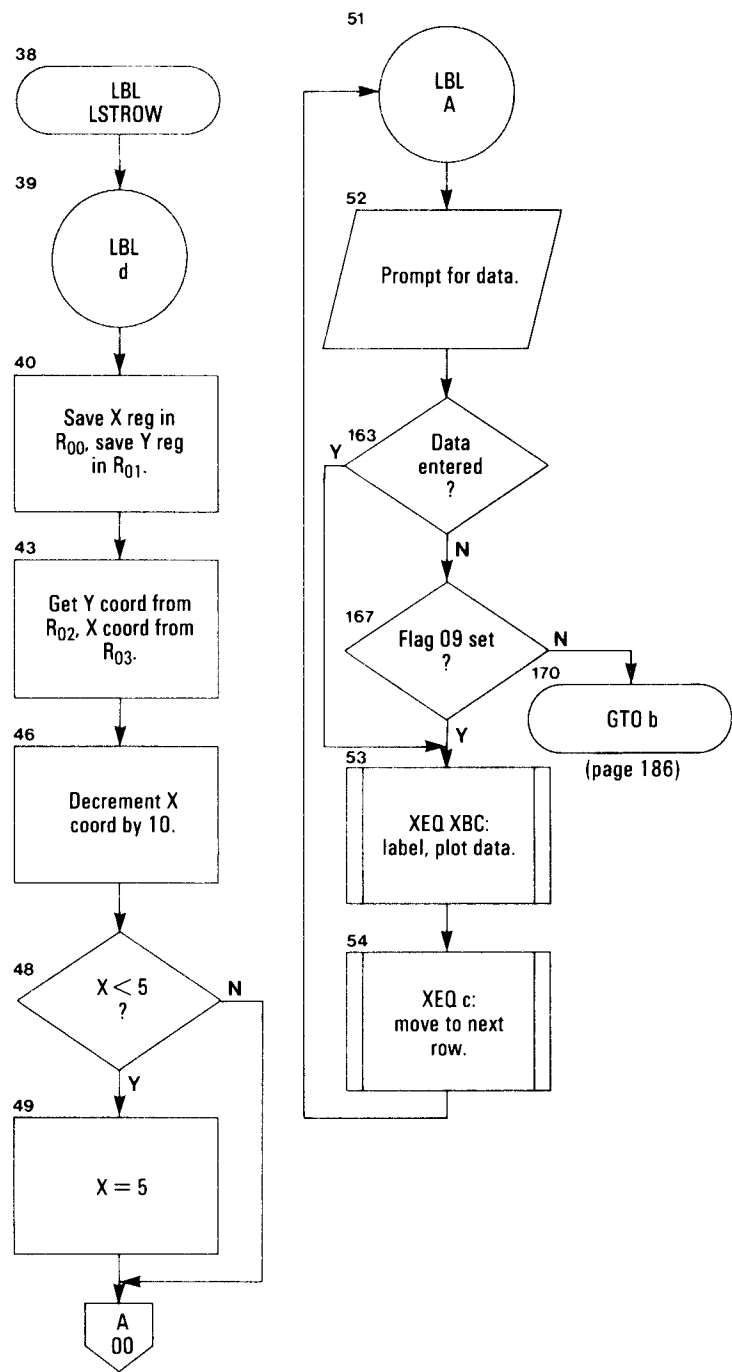 38
LBL
LSTROW
39
LBL
d
40
Save X reg in
R00, save Y reg
in R01.
43
Get Y coord from
R02, X coord from
R03.
46
Decrement X
coord by 10.
48
X < 5
?
N
Y
49
X = 5
A
00
51
LBL
A
52
Prompt for data.
163
Y
Data
entered
?
N
167
Flag 09 set
?
N
170
GTO b
(page 186)
Y
53
XEQ XBC:
label, plot data.
54
XEQ c:
move to next
row.